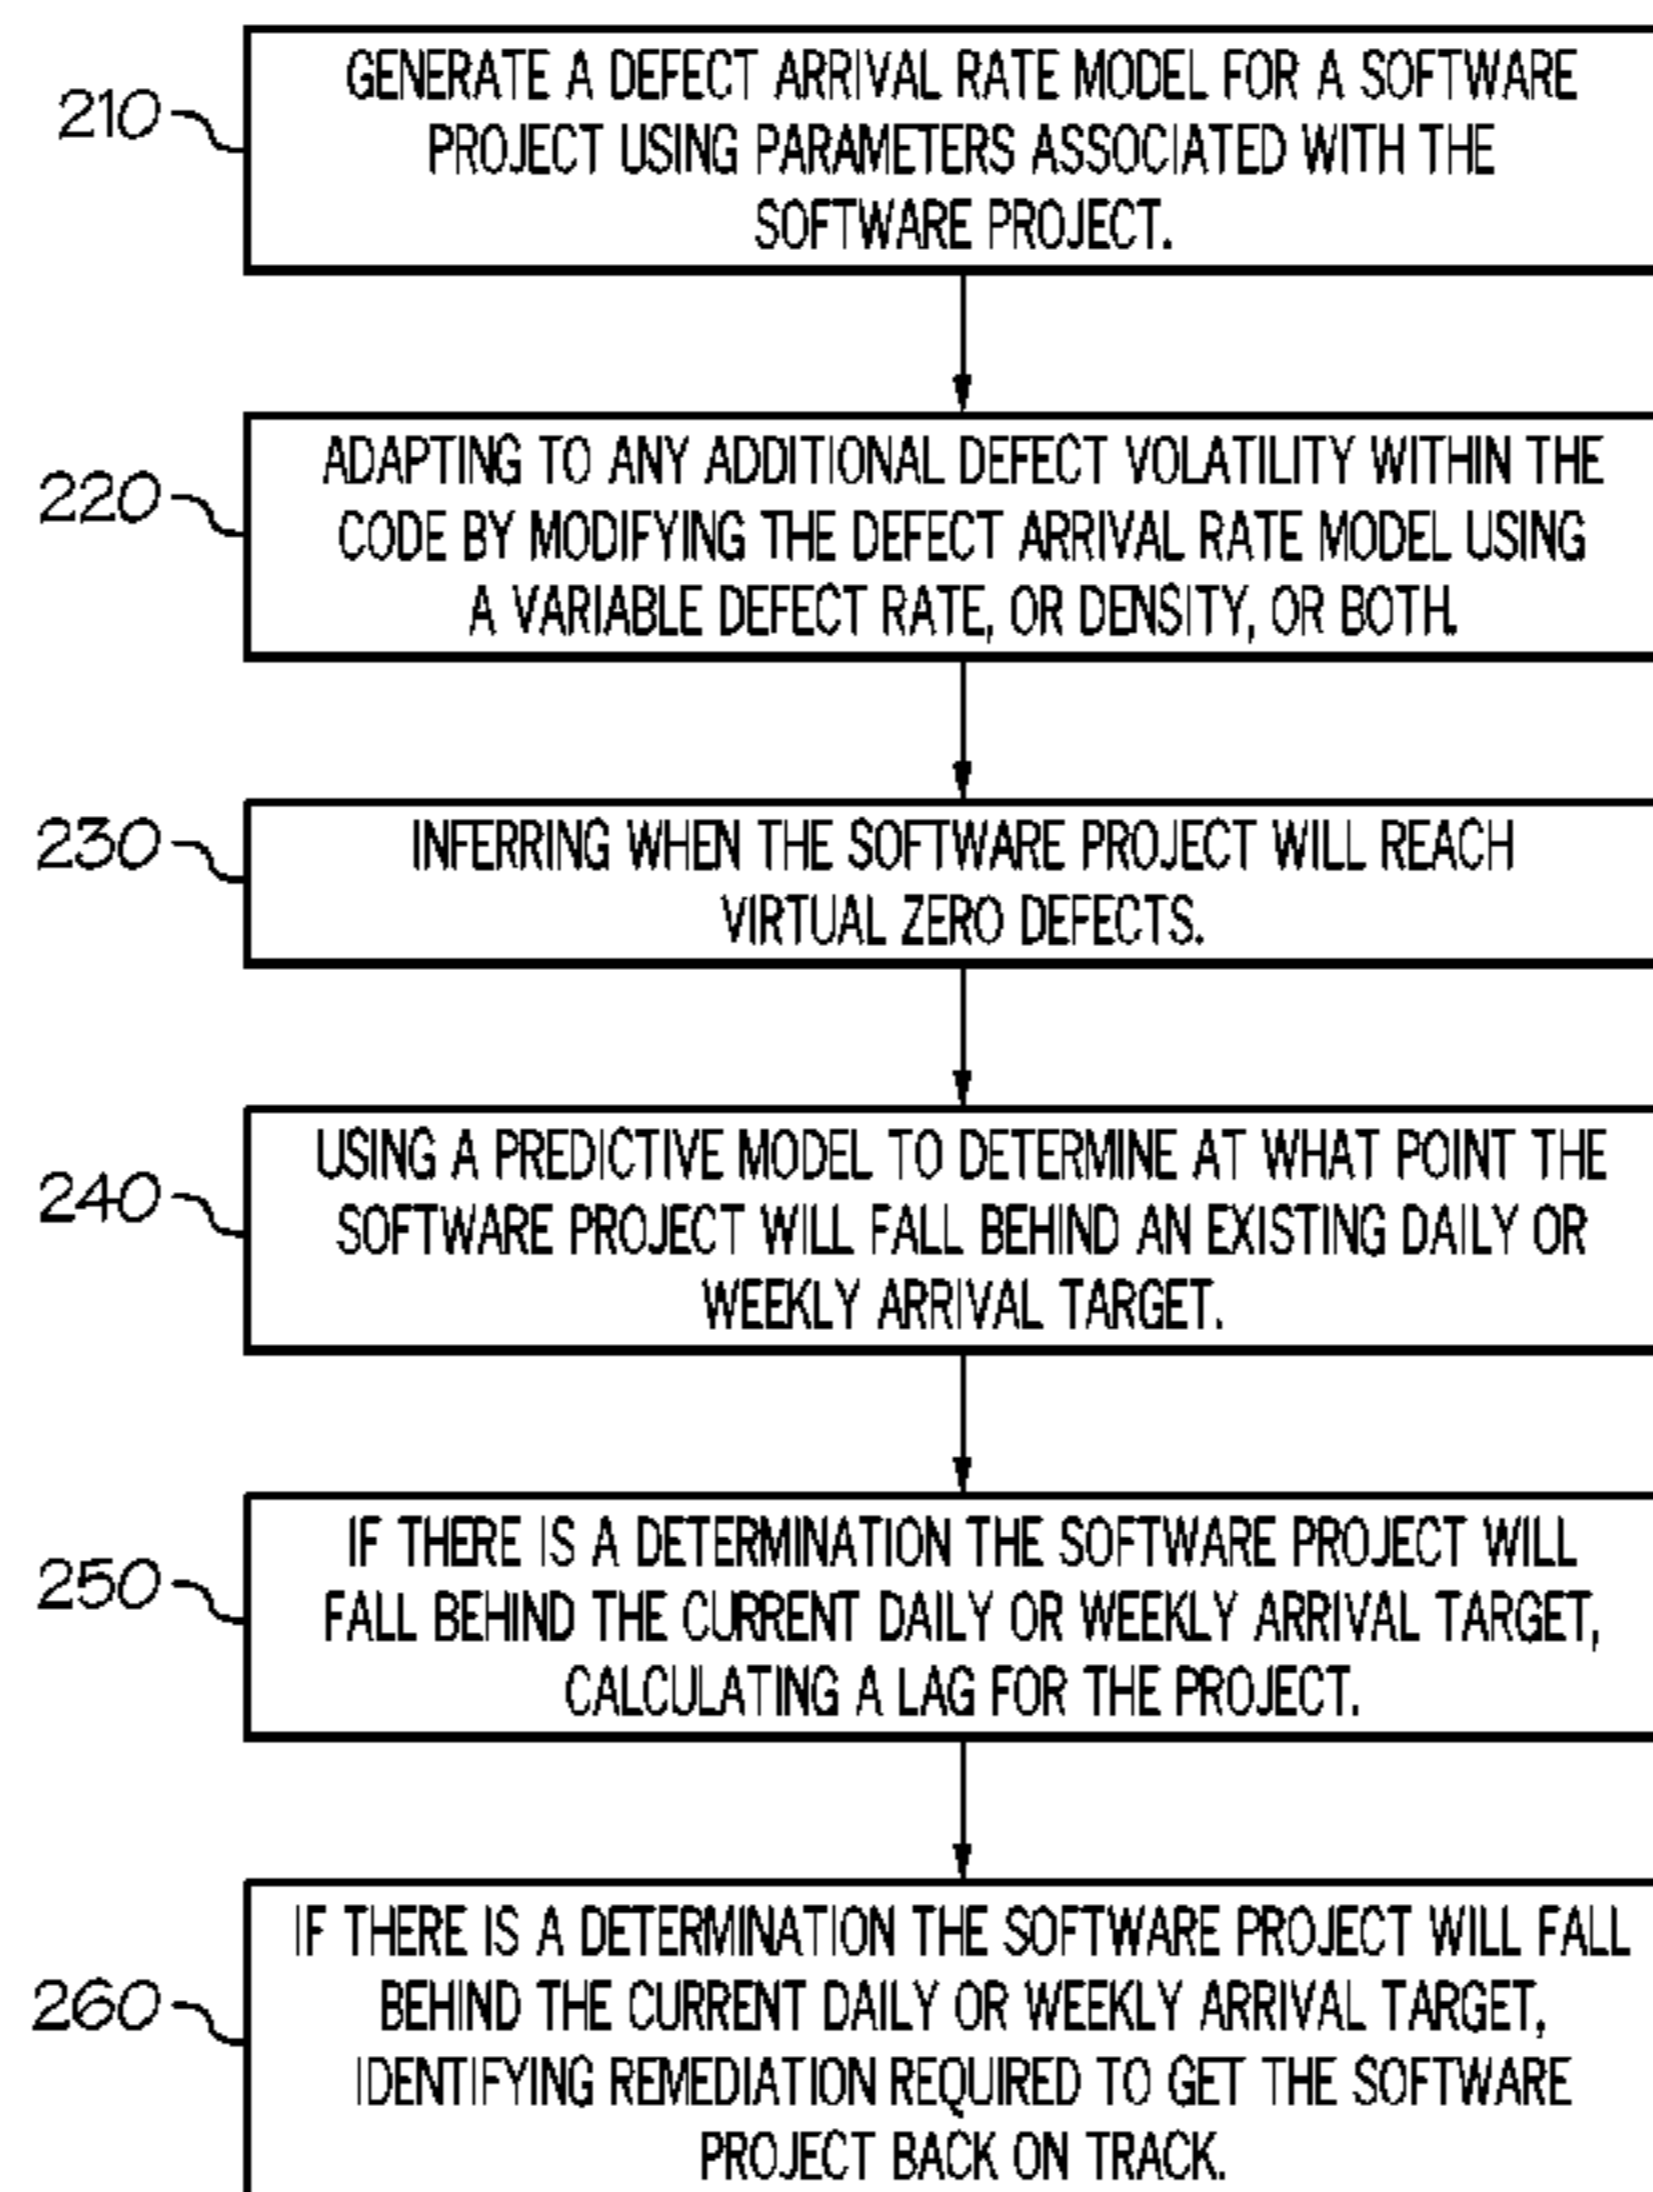 210
GENERATE A DEFECT ARRIVAL RATE MODEL FOR A SOFTWARE
PROJECT USING PARAMETERS ASSOCIATED WITH THE
SOFTWARE PROJECT.
220
ADAPTING TO ANY ADDITIONAL DEFECT VOLATILITY WITHIN THE
CODE BY MODIFYING THE DEFECT ARRIVAL RATE MODEL USING
A VARIABLE DEFECT RATE, OR DENSITY, OR BOTH.
230
INFERRING WHEN THE SOFTWARE PROJECT WILL REACH
VIRTUAL ZERO DEFECTS.
240
USING A PREDICTIVE MODEL TO DETERMINE AT WHAT POINT THE
SOFTWARE PROJECT WILL FALL BEHIND AN EXISTING DAILY OR
WEEKLY ARRIVAL TARGET.
250
IF THERE IS A DETERMINATION THE SOFTWARE PROJECT WILL
FALL BEHIND THE CURRENT DAILY OR WEEKLY ARRIVAL TARGET,
CALCULATING A LAG FOR THE PROJECT.
260
IF THERE IS A DETERMINATION THE SOFTWARE PROJECT WILL FALL
BEHIND THE CURRENT DAILY OR WEEKLY ARRIVAL TARGET,
IDENTIFYING REMEDIATION REQUIRED TO GET THE SOFTWARE
PROJECT BACK ON TRACK.